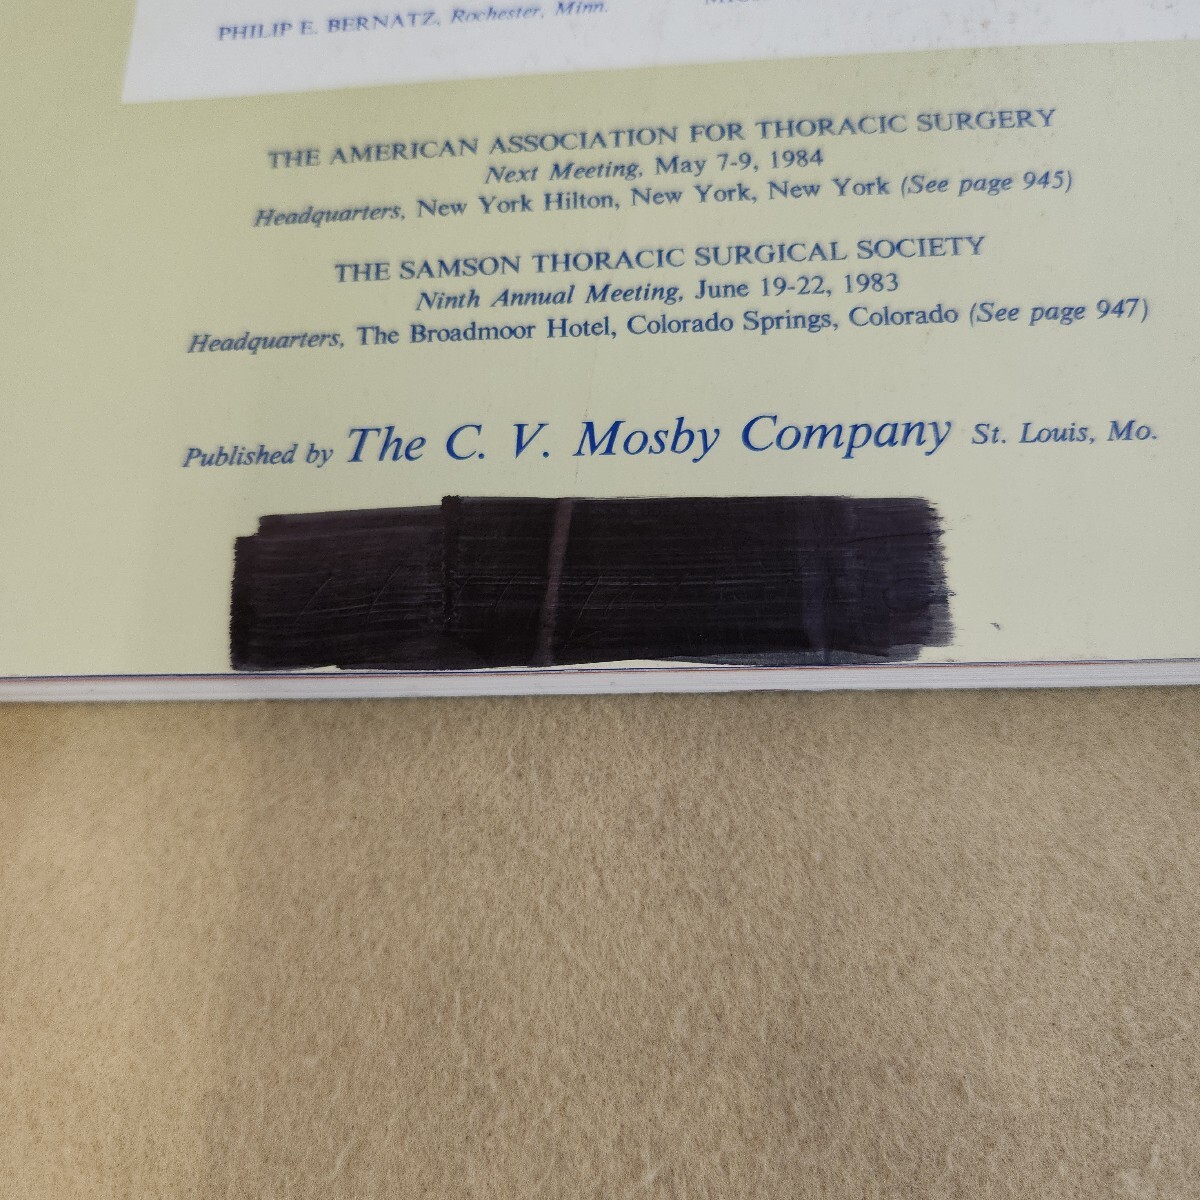 PHILIP E. BERNATZ, Rochester, Minn.
THE AMERICAN ASSOCIATION FOR THORACIC SURGERY
Next Meeting, May 7-9, 1984
Headquarters, New York Hilton, New York, New York (See page 945)
THE SAMSON THORACIC SURGICAL SOCIETY
Ninth Annual Meeting, June 19-22, 1983
Headquarters, The Broadmoor Hotel, Colorado Springs, Colorado (See page 947)
Published by The C. V. Mosby Company St. Louis, Mo.